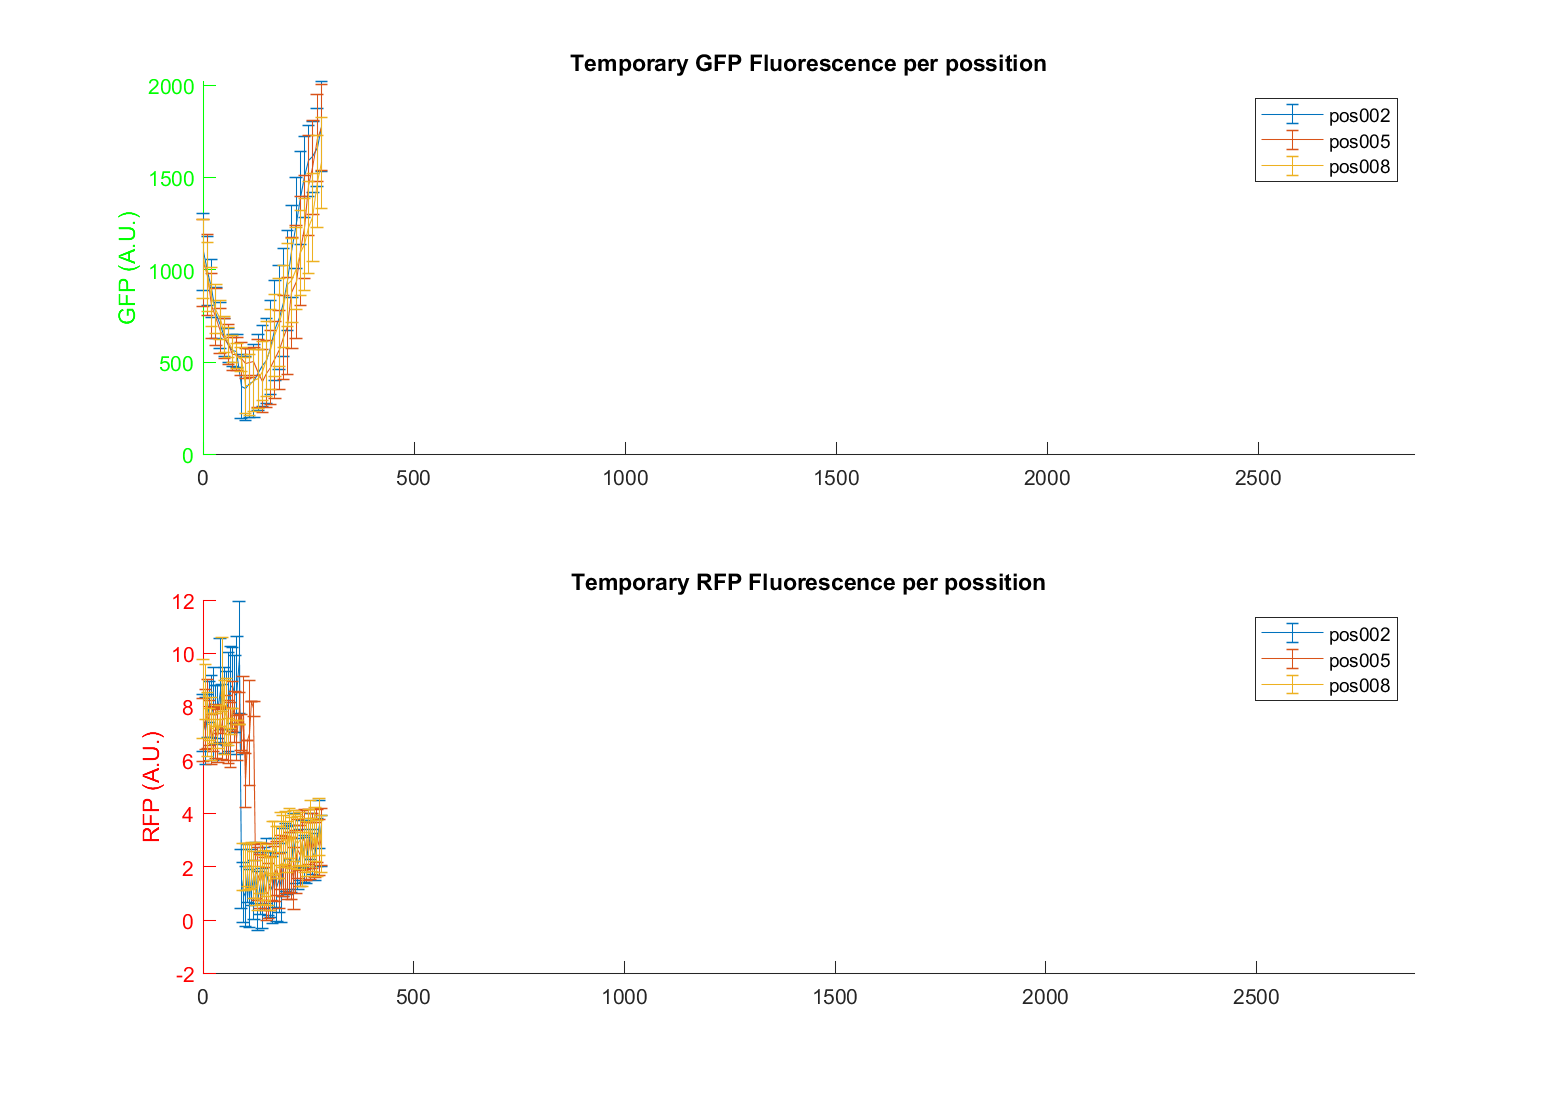 Temporary GFP Fluorescence per possition
2000
1500
1000
500
0
GFP (A.U.)
pos002
pos005
pos008
0 500 1000 1500 2000 2500
Temporary RFP Fluorescence per possition
12
10
8
6
4
2
0
-2
RFP (A.U.)
pos002
pos005
pos008
0 500 1000 1500 2000 2500